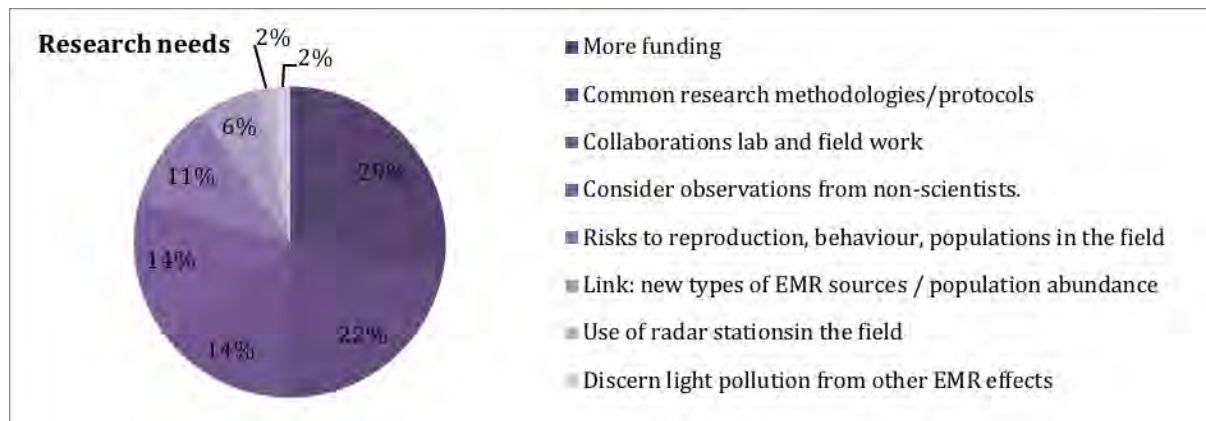 Research needs
2%
2%
6%
11%
14%
14%
22%
29%
More funding
Common research methodologies/protocols
Collaborations lab and field work
Consider observations from non-scientists.
Risks to reproduction, behaviour, populations in the field
Link: new types of EMR sources / population abundance
Use of radar stationsin the field
Discern light pollution from other EMR effects